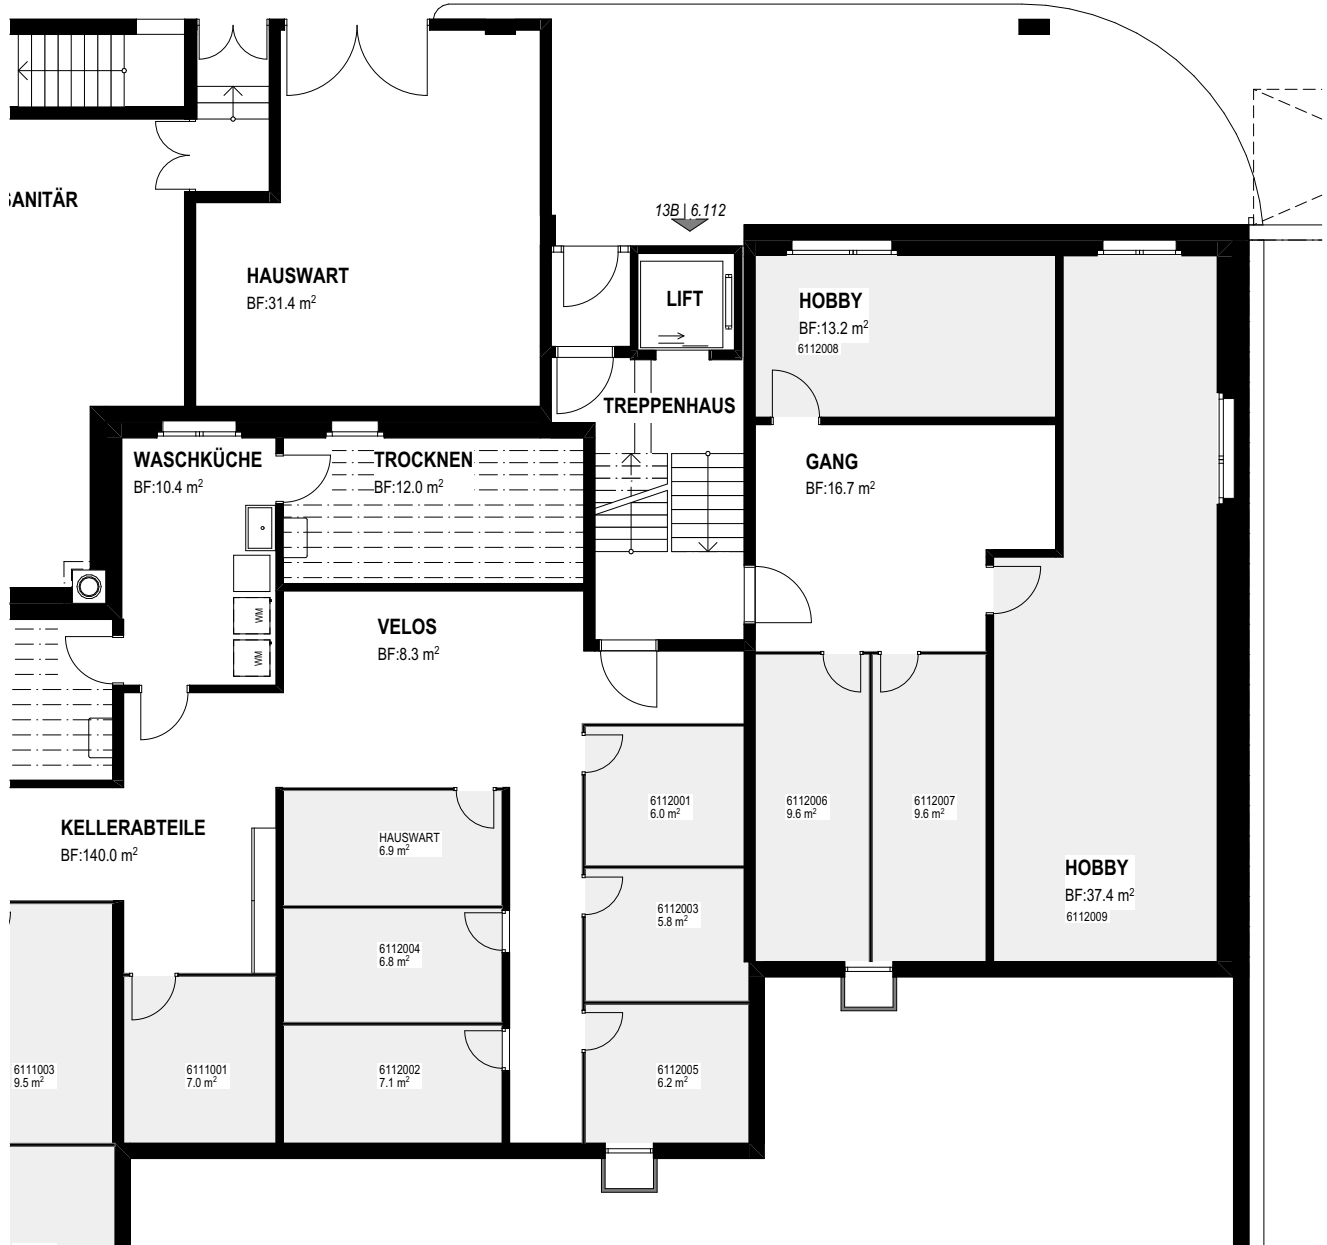 SANITÄR
13B | 6.112
HAUSWART
BF:31.4 m²
LIFT
HOBBY
BF:13.2 m²
6112008
TREPPENHAUS
WASCHKÜCHE
BF:10.4 m²
TROCKNEN
BF:12.0 m²
GANG
BF:16.7 m²
WM
WM
VELOS
BF:8.3 m²
KELLERABTEILE
BF:140.0 m²
HAUSWART
6.9 m²
6112001
6.0 m²
6112006
9.6 m²
6112007
9.6 m²
HOBBY
BF:37.4 m²
6112009
6112003
5.8 m²
6112004
6.8 m²
6111003
9.5 m²
6111001
7.0 m²
6112002
7.1 m²
6112005
6.2 m²